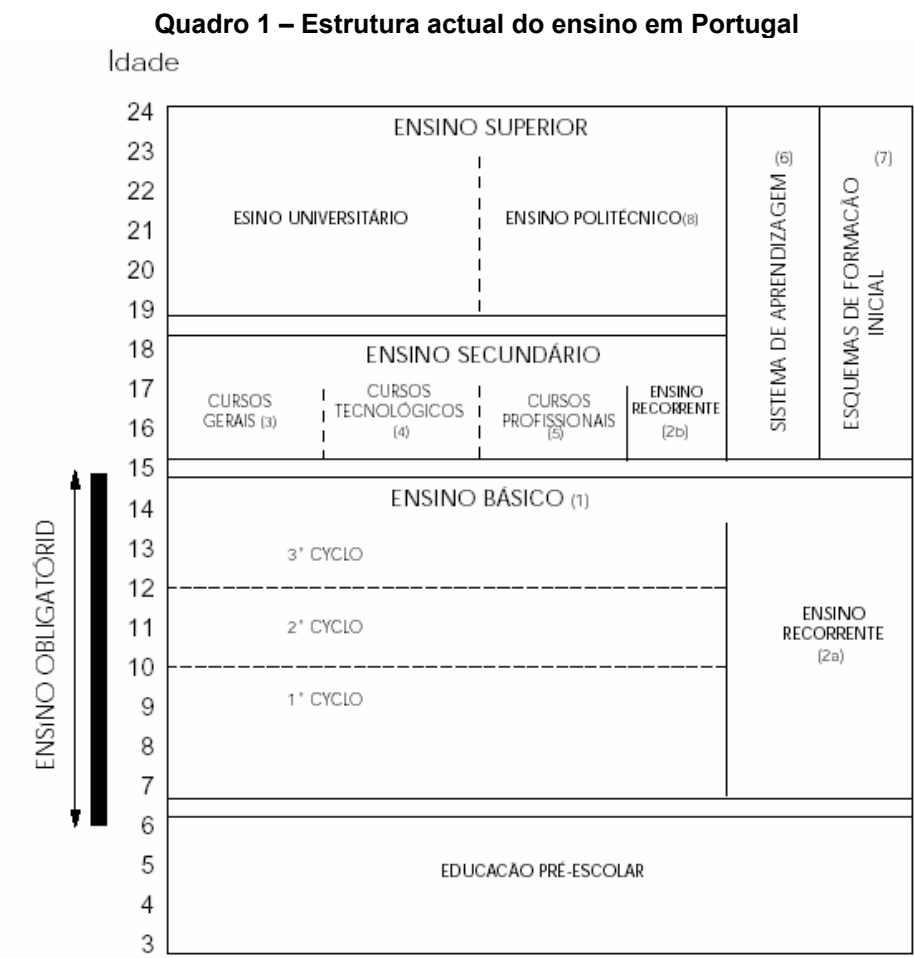 Quadro 1 – Estrutura actual do ensino em Portugal
Idade
24
23
22
21
20
19
18
17
16
15
14
13
12
11
10
9
8
7
6
5
4
3
ENSINO OBLIGATÓRID
ENSINO SUPERIOR
ESINO UNIVERSITÁRIO
ENSINO POLITÉCNICO(8)
ENSINO SECUNDÁRIO
CURSOS
GERAIS (3)
CURSOS
TECNOLÓGICOS
(4)
CURSOS
PROFISSIONAIS
(5)
ENSINO
RECORRENTE
(2b)
SISTEMA DE APRENDIZAGEM (6)
ESQUEMAS DE FORMACÃO
INICIAL
(7)
ENSINO BÁSICO (1)
3° CYCLO
2° CYCLO
1° CYCLO
ENSINO
RECORRENTE
(2a)
EDUCACÃO PRÉ-ESCOLAR